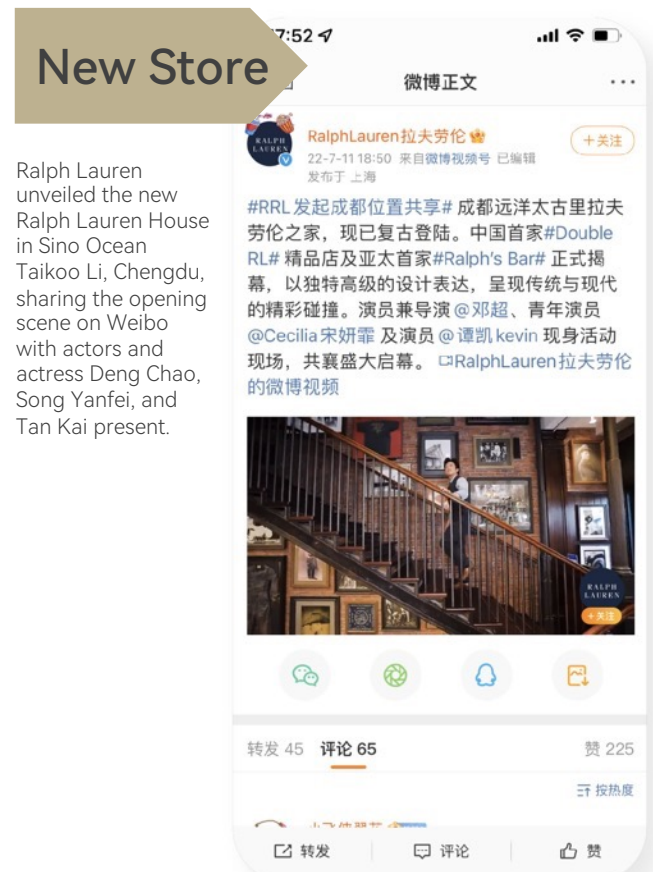 New Store
Ralph Lauren
unveiled the new
Ralph Lauren House
in Sino Ocean
Taikoo Li, Chengdu,
sharing the opening
scene on Weibo
with actors and
actress Deng Chao,
Song Yanfei, and
Tan Kai present.
7:52
微博正文
RALPH
LAUREN
RalphLauren拉夫劳伦
+关注
22-7-11 18:50 来自微博视频号 已编辑
发布于 上海
#RRL发起成都位置共享# 成都远洋太古里拉夫
劳伦之家，现已复古登陆。中国首家#Double
RL# 精品店及亚太首家#Ralph's Bar# 正式揭
幕，以独特高级的设计表达，呈现传统与现代
的精彩碰撞。演员兼导演@邓超、青年演员
@Cecilia宋妍霏 及演员@谭凯kevin 现身活动
现场，共襄盛大启幕。 RalphLauren拉夫劳伦
的微博视频
RALPH
LAUREN
+关注
转发 45 评论 65 赞 225
按热度
转发 评论 赞